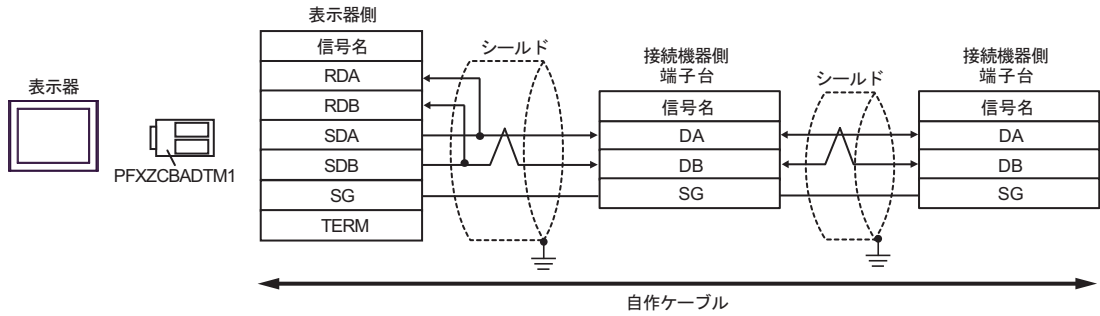 表示器
PFXZCBADTM1
表示器側
信号名
RDA
RDB
SDA
SDB
SG
TERM
シールド
接続機器側
端子台
信号名
DA
DB
SG
シールド
接続機器側
端子台
信号名
DA
DB
SG
自作ケーブル